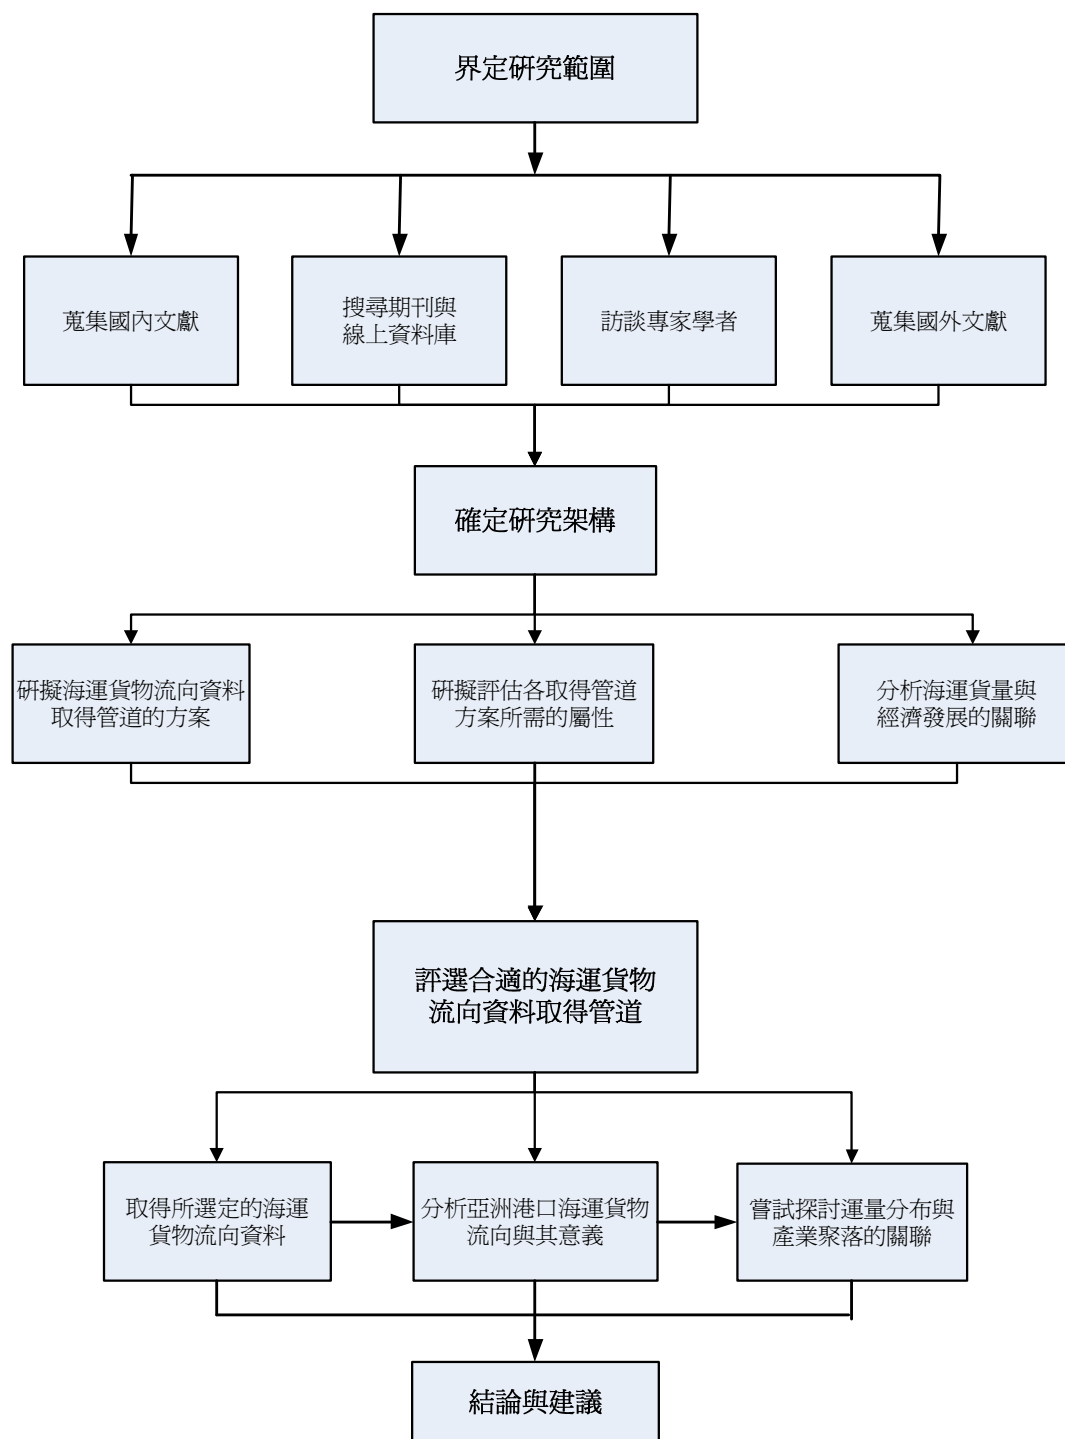 界定研究範圍
蒐集國內文獻
搜尋期刊與
線上資料庫
訪談專家學者
蒐集國外文獻
確定研究架構
研擬海運貨物流向資料
取得管道的方案
研擬評估各取得管道
方案所需的屬性
分析海運貨量與
經濟發展的關聯
評選合適的海運貨物
流向資料取得管道
取得所選定的海運
貨物流向資料
分析亞洲港口海運貨物
流向與其意義
嘗試探討運量分布與
產業聚落的關聯
結論與建議